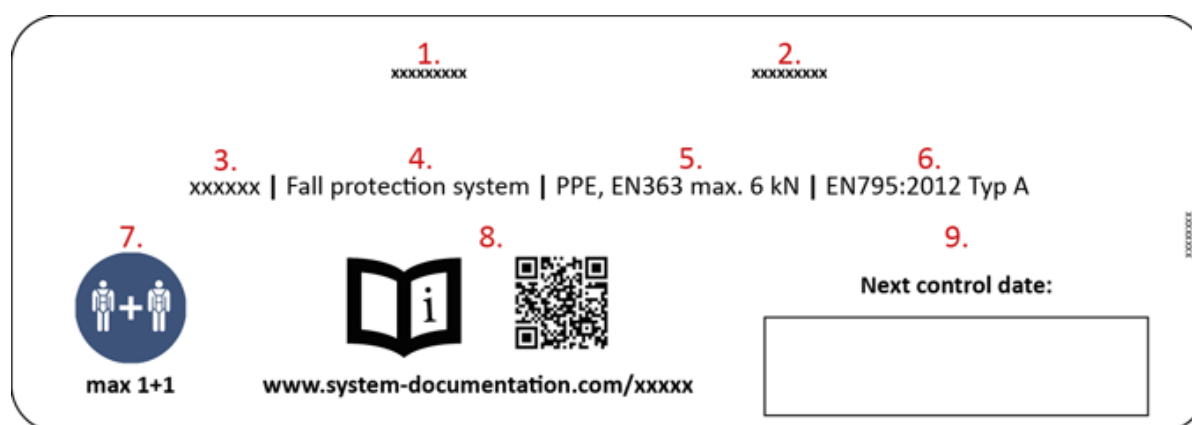 1. 2.
xxxxxxxxx xxxxxxxxx
3. 4. 5. 6.
xxxxxx | Fall protection system | PPE, EN363 max. 6 kN | EN795:2012 Typ A
7. 8. 9.
i
Next control date:
max 1+1
www.system-documentation.com/xxxxx
xxxxxxxx